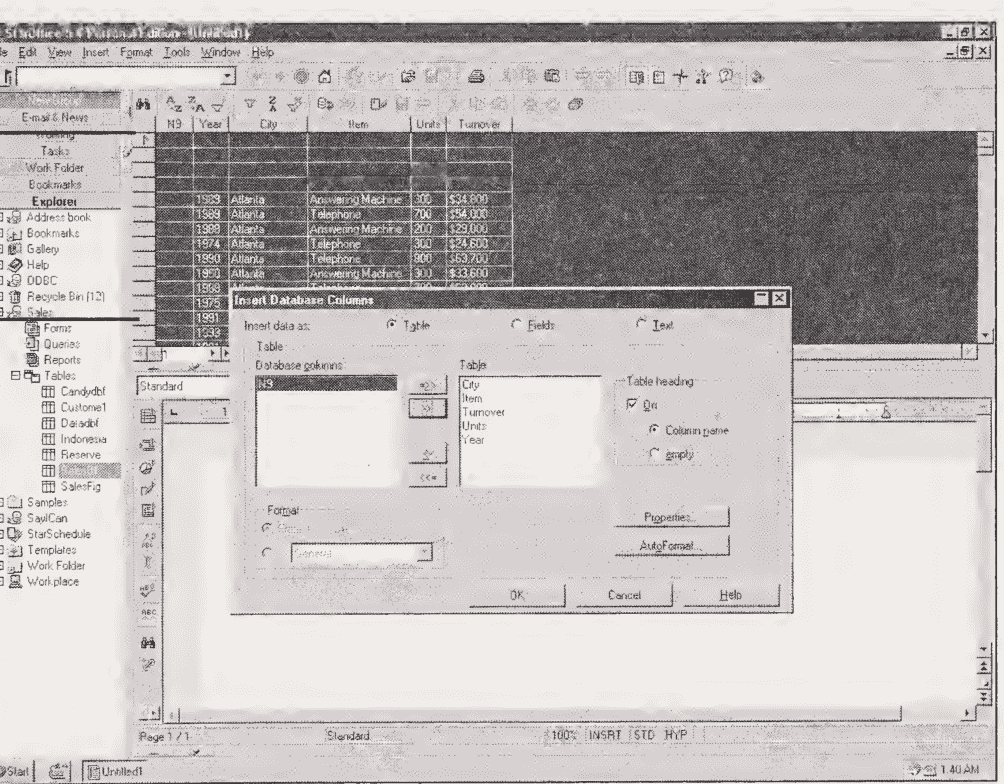 StarOffice 5.1 Personal Edition - [Untitled1]
Edit View Insert Format Tools Window Help
E-mail & News
Tasks
Work Folder
Bookmarks
Explorer
Address book
Bookmarks
Gallery
Help
DDBC
Recycle Bin (12)
Sales
Forms
Queries
Reports
Tables
Candydbf
Custome1
Datadbf
Indonesia
Reserve
SalesFig
Samples
SaylCan
StarSchedule
Templates
Work Folder
Workplace
N9 Year City Item Units Turnover
1989 Atlanta Answering Machine 300 $34,800
1989 Atlanta Telephone 700 $54,000
1988 Atlanta Answering Machine 200 $29,000
1974 Atlanta Telephone 300 $24,600
1990 Atlanta Telephone 900 $63,700
1950 Atlanta Answering Machine 300 $33,600
1975
1991
1993
Insert Database Columns
Insert data as: Table Fields Text
Table
Database columns
N9
Table
City
Item
Turnover
Units
Year
Table heading
On
Column name
empty
Format
Properties...
AutoFormat...
OK Cancel Help
Standard
1
Page 1 / 1 Standard 100% INSRT STD HYP
Start Untitled1 1:40 AM